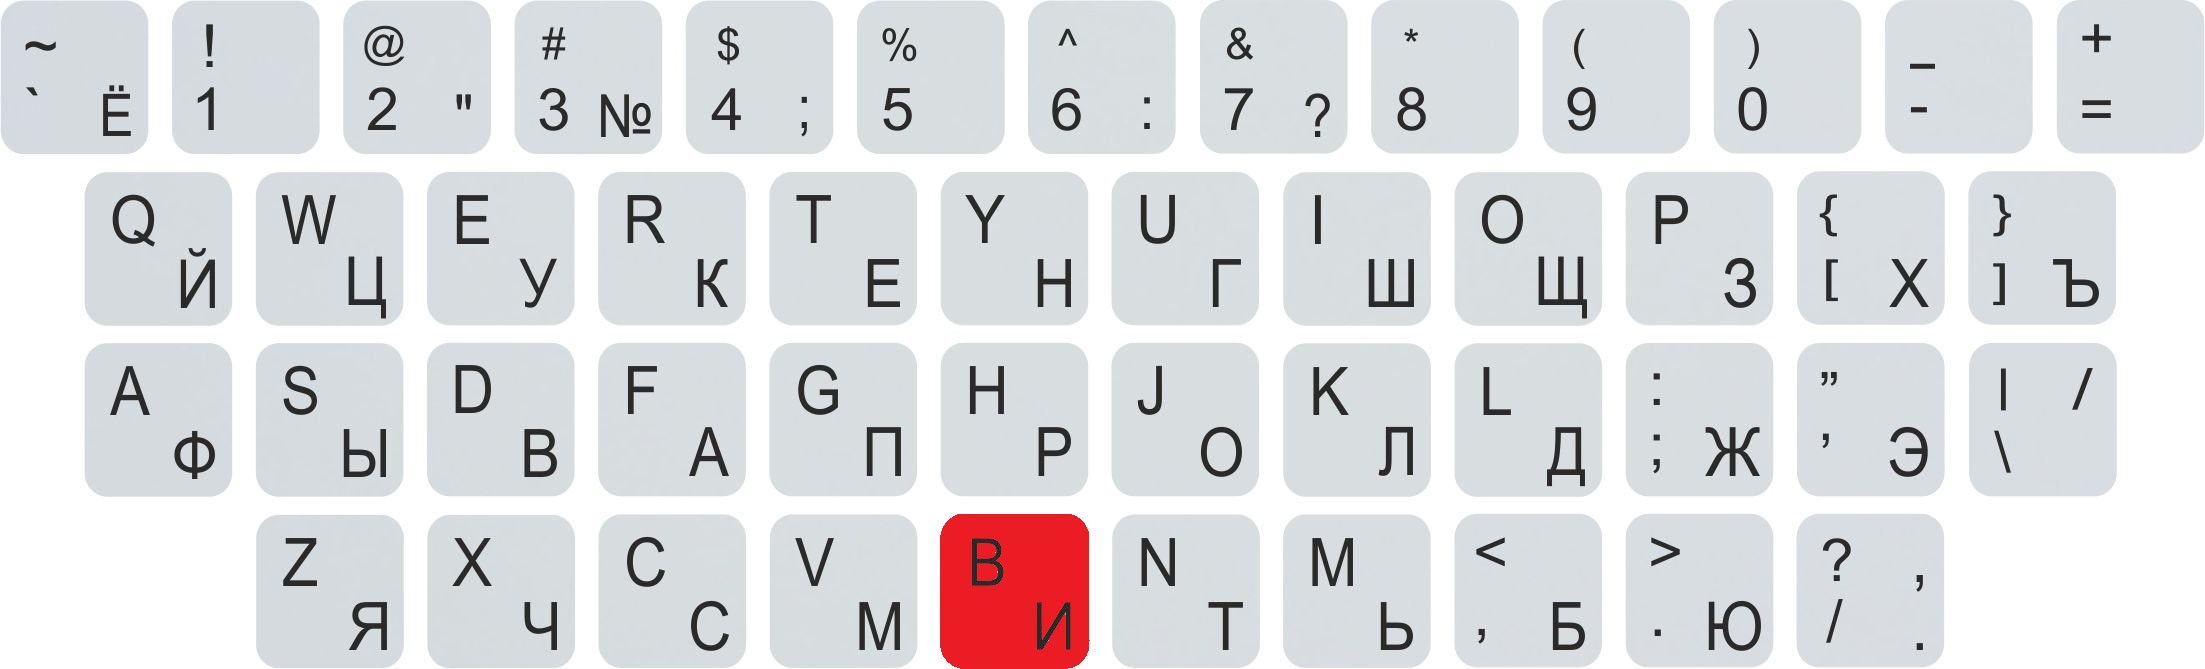 ~ ! @ # $ % ^ & * ( ) _ +
` Ё 1 2 " 3 № 4 ; 5 6 : 7 ? 8 9 0 - =
Q W E R T Y U I O P { }
Й Ц У К Е Н Г Ш Щ З [ Х ] Ъ
A S D F G H J K L : ” | /
Ф Ы В А П Р О Л Д ; Ж ’ Э \
Z X C V B N M < > ? ,
Я Ч С М И Т Ь , Б . Ю / .